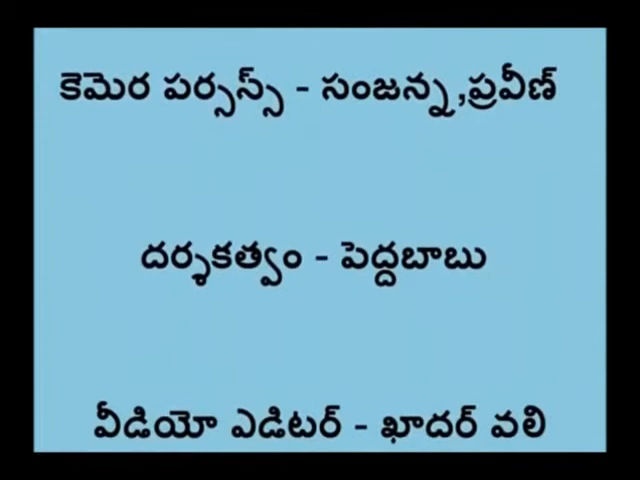 కెమెర పర్సన్స్ - సంజన్న,ప్రవీణ్
దర్శకత్వం - పెద్దబాబు
వీడియో ఎడిటర్ - ఖాదర్ వలి